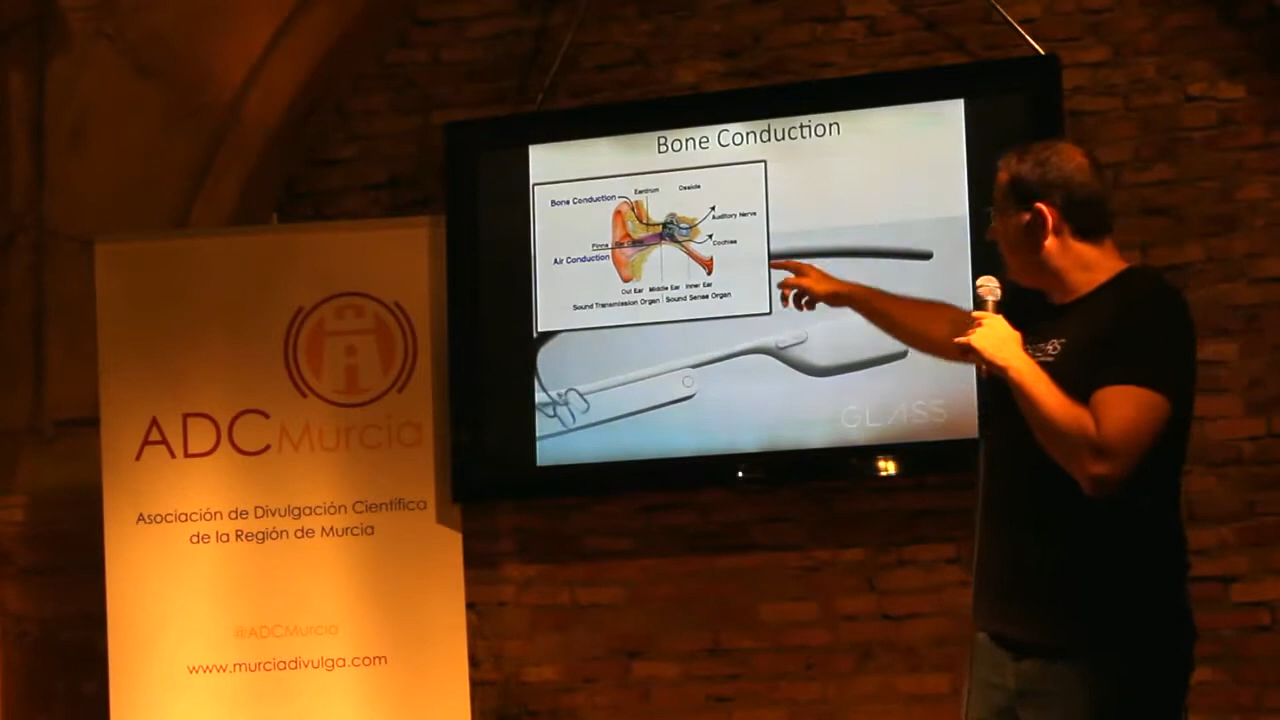 Bone Conduction
Bone Conduction
Eardrum
Ossicle
Auditory Nerve
Pinna
Ear Canal
Cochlea
Air Conduction
Out Ear
Middle Ear
Inner Ear
Sound Transmission Organ
Sound Sense Organ
GLASS
ADCMurcia
Asociación de Divulgación Científica
de la Región de Murcia
@ADCMurcia
www.murciadivulga.com